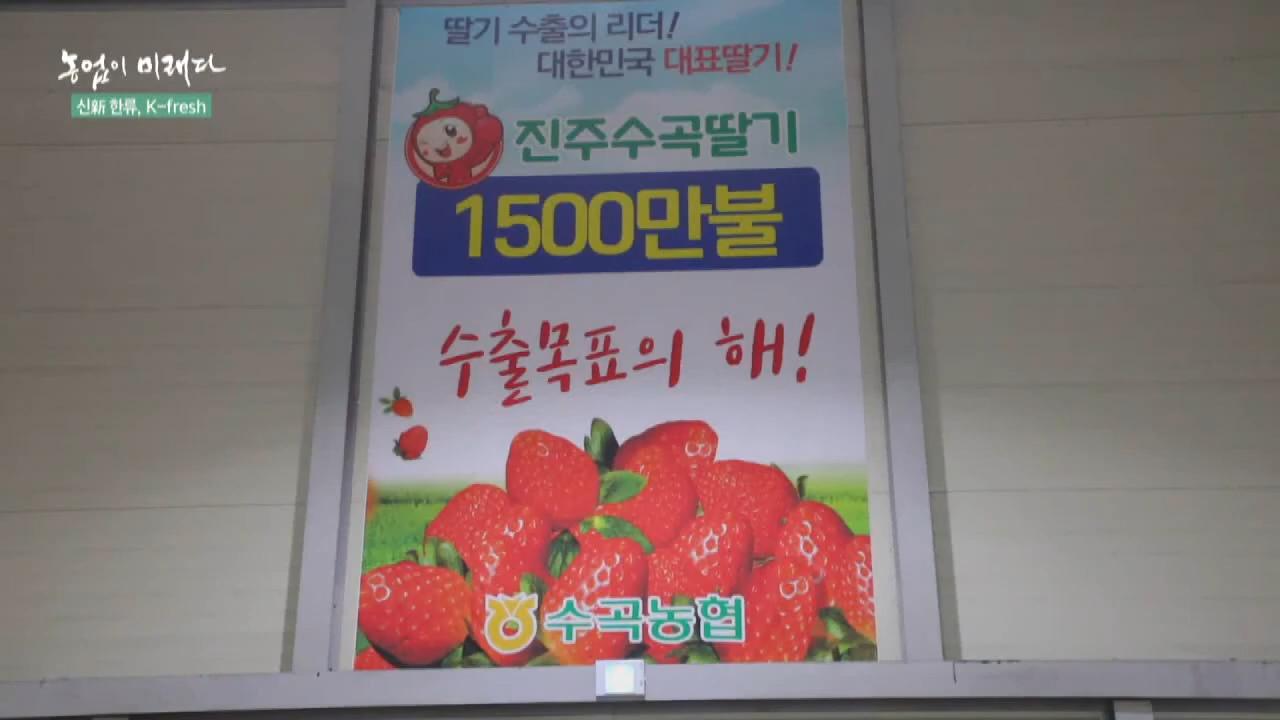 농업이 미래다
신新 한류, K-fresh
딸기 수출의 리더!
대한민국 대표딸기!
진주수곡딸기
1500만불
수출목표의 해!
수곡농협